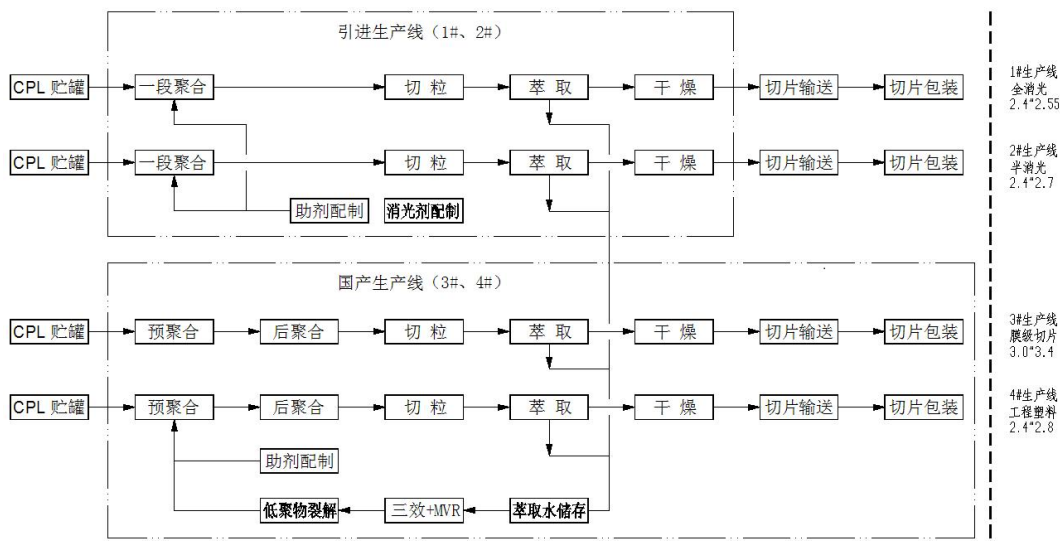 引进生产线(1#、2#)
CPL 贮罐
一段聚合
切 粒
萃 取
干 燥
切片输送
切片包装
1#生产线
全消光
2.4*2.55
CPL 贮罐
一段聚合
切 粒
萃 取
干 燥
切片输送
切片包装
2#生产线
半消光
2.4*2.7
助剂配制
消光剂配制
国产生产线(3#、4#)
CPL 贮罐
预聚合
后聚合
切 粒
萃 取
干 燥
切片输送
切片包装
3#生产线
膜级切片
3.0*3.4
CPL 贮罐
预聚合
后聚合
切 粒
萃 取
干 燥
切片输送
切片包装
4#生产线
工程塑料
2.4*2.8
助剂配制
低聚物裂解
三效+MVR
萃取水储存